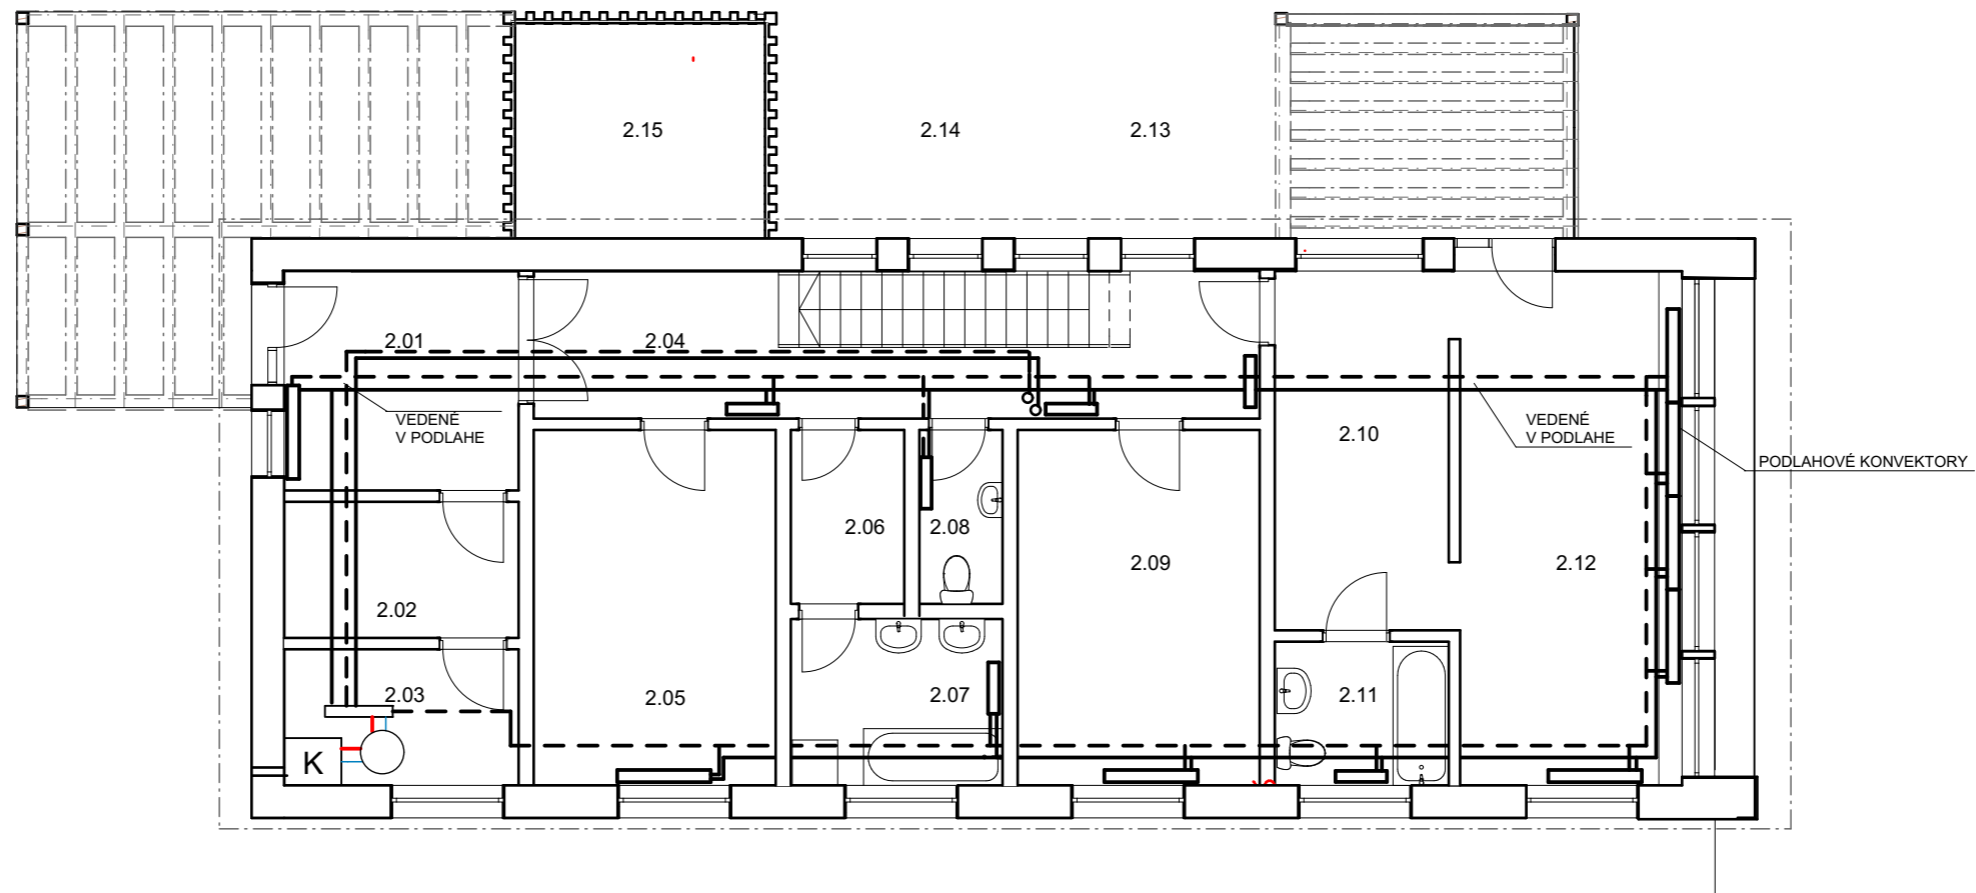 2.15
2.14
2.13
2.01
2.04
VEDENÉ
V PODLAHE
2.10
VEDENÉ
V PODLAHE
PODLAHOVÉ KONVEKTORY
2.06
2.08
2.09
2.12
2.02
2.03
2.05
2.07
2.11
K